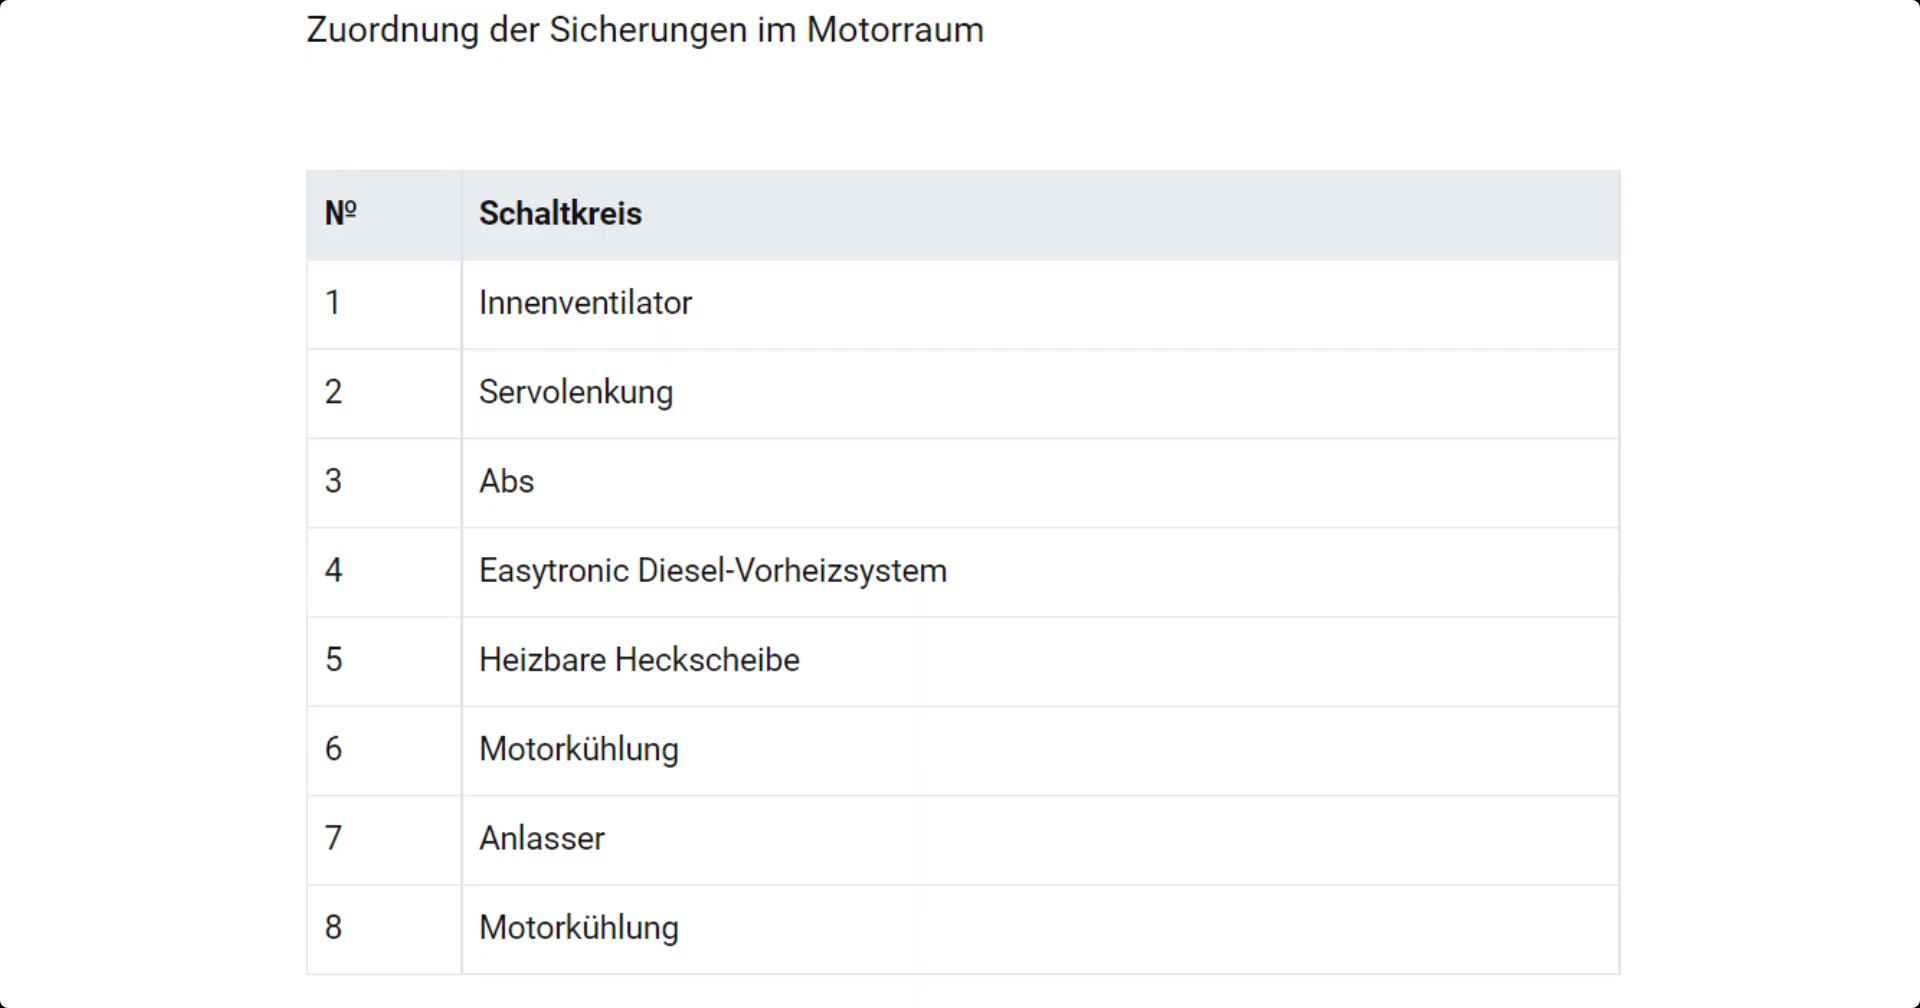 Zuordnung der Sicherungen im Motorraum
Nº Schaltkreis
1 Innenventilator
2 Servolenkung
3 Abs
4 Easytronic Diesel-Vorheizsystem
5 Heizbare Heckscheibe
6 Motorkühlung
7 Anlasser
8 Motorkühlung